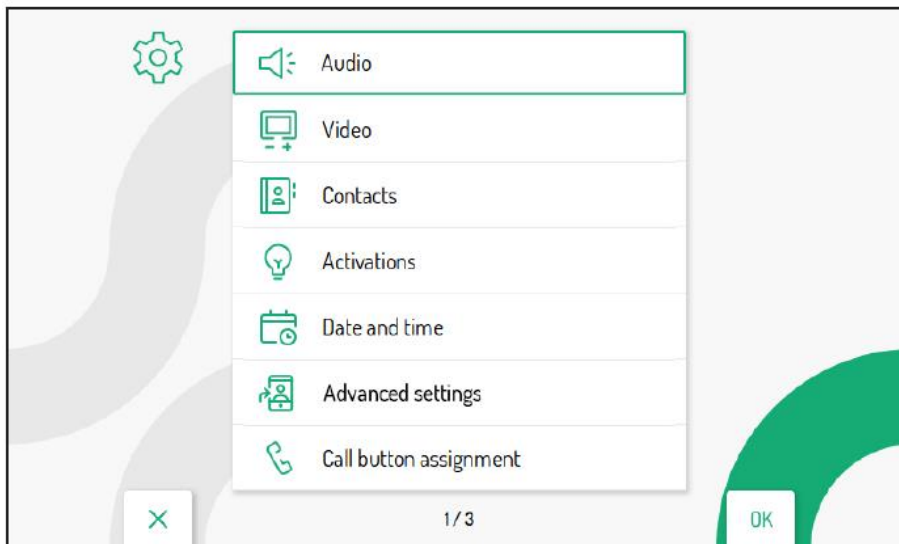 Audio
Video
Contacts
Activations
Date and time
Advanced settings
Call button assignment
1/3
OK